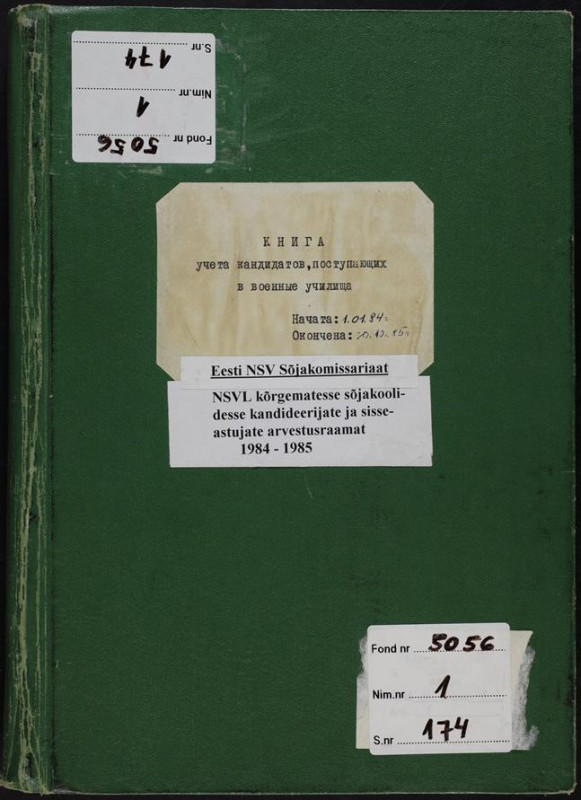 S.nr 174
Nim.nr 1
Fond nr 5056
КНИГА
учета кандидатов,поступающих
в военные училища
Начата: 1.01.84г.
Окончена:
Eesti NSV Sõjakomissariaat
NSVL kõrgematesse sõjakooli-
desse kandideerijate ja sisse-
astujate arvestusraamat
1984 - 1985
Fond nr 5056
Nim.nr 1
S.nr 174